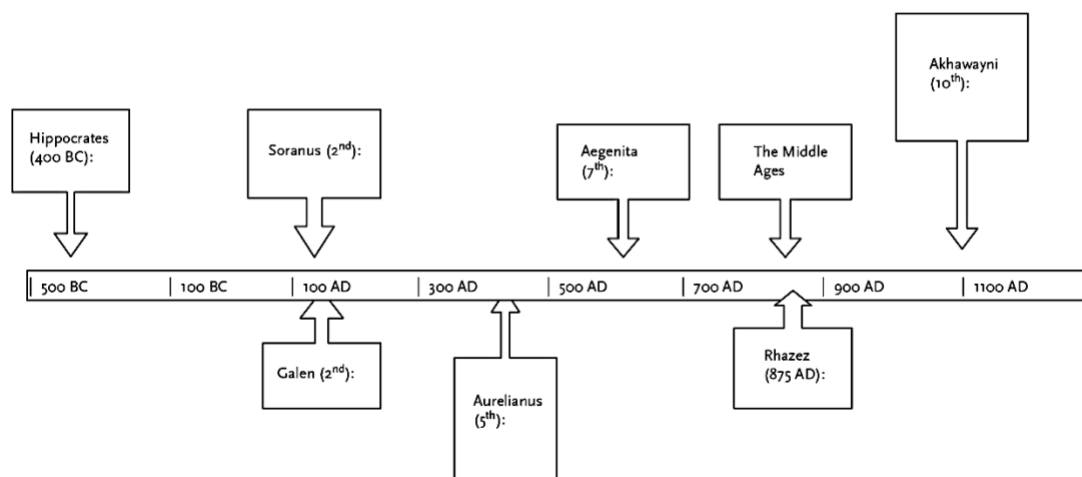 Akhawayni
(10th):
Hippocrates
(400 BC):
Soranus (2nd):
Aegenita
(7th):
The Middle
Ages
500 BC
100 BC
100 AD
300 AD
500 AD
700 AD
900 AD
1100 AD
Galen (2nd):
Aurelianus
(5th):
Rhazez
(875 AD):